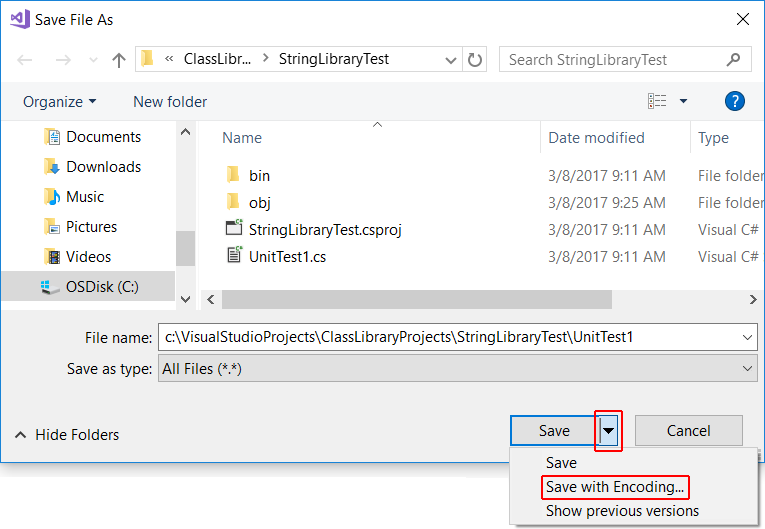 Save File As
« ClassLibr... > StringLibraryTest
Search StringLibraryTest
Organize
New folder
?
Name Date modified Type
Documents
Downloads
Music
Pictures
Videos
OSDisk (C:)
bin 3/8/2017 9:11 AM File folder
obj 3/8/2017 9:25 AM File folder
StringLibraryTest.csproj 3/8/2017 9:11 AM Visual C#
UnitTest1.cs 3/8/2017 9:11 AM Visual C#
File name: c:\VisualStudioProjects\ClassLibraryProjects\StringLibraryTest\UnitTest1
Save as type: All Files (*.*)
Hide Folders
Save
Cancel
Save
Save with Encoding...
Show previous versions